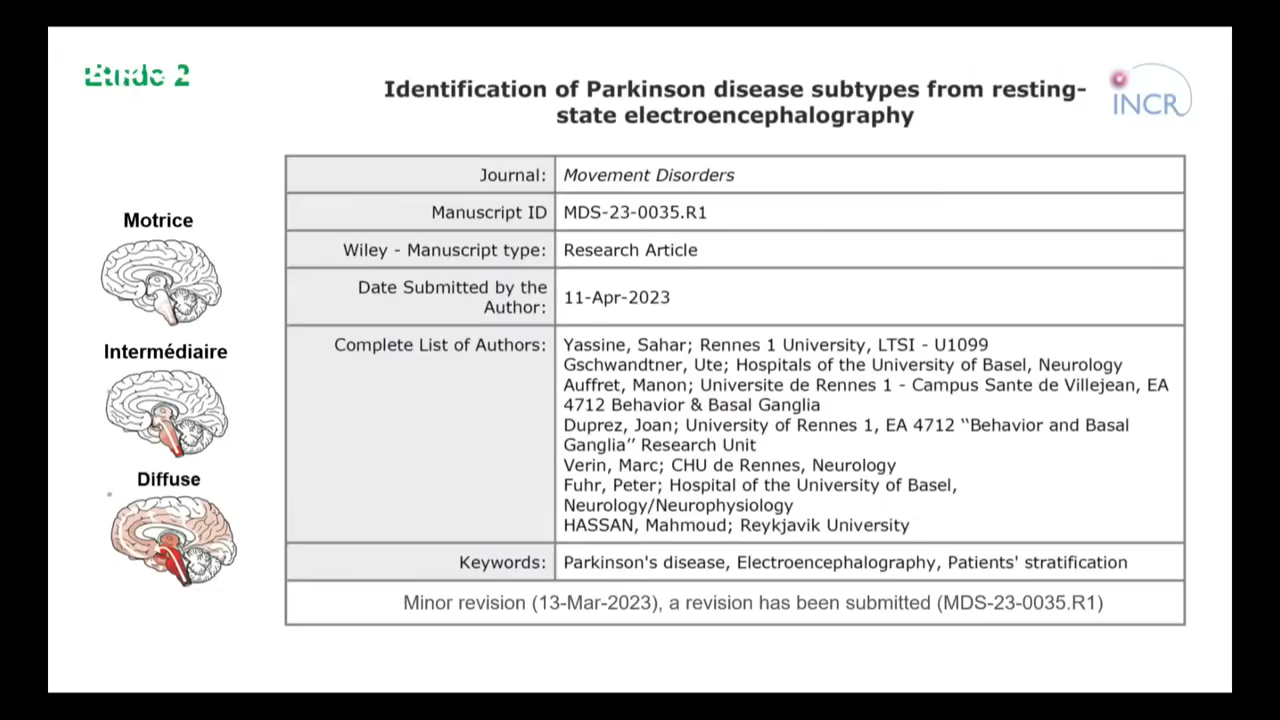 Etude 2
Identification of Parkinson disease subtypes from resting-
state electroencephalography
INCR
Motrice
Intermédiaire
Diffuse
Journal: Movement Disorders
Manuscript ID MDS-23-0035.R1
Wiley - Manuscript type: Research Article
Date Submitted by the
Author: 11-Apr-2023
Complete List of Authors: Yassine, Sahar; Rennes 1 University, LTSI - U1099
Gschwandtner, Ute; Hospitals of the University of Basel, Neurology
Auffret, Manon; Universite de Rennes 1 - Campus Sante de Villejean, EA
4712 Behavior & Basal Ganglia
Duprez, Joan; University of Rennes 1, EA 4712 ‘‘Behavior and Basal
Ganglia’’ Research Unit
Verin, Marc; CHU de Rennes, Neurology
Fuhr, Peter; Hospital of the University of Basel,
Neurology/Neurophysiology
HASSAN, Mahmoud; Reykjavik University
Keywords: Parkinson's disease, Electroencephalography, Patients' stratification
Minor revision (13-Mar-2023), a revision has been submitted (MDS-23-0035.R1)